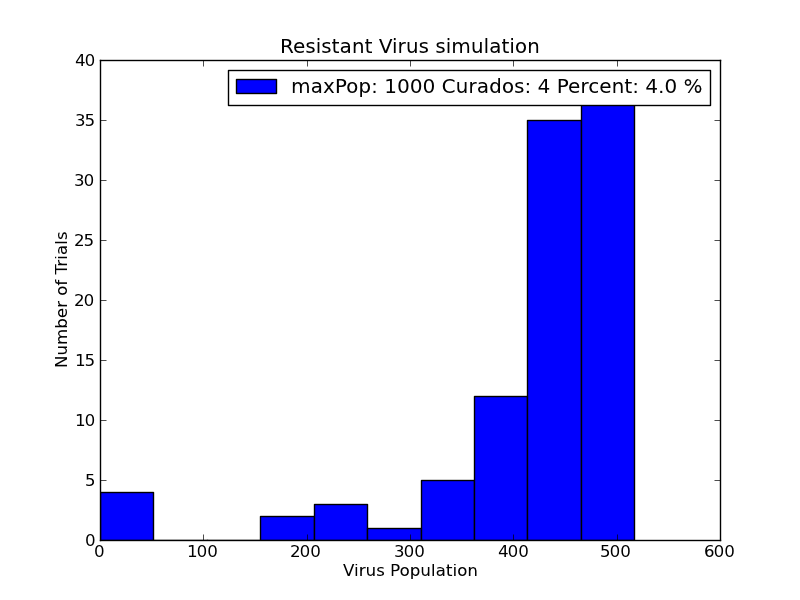 Resistant Virus simulation
maxPop: 1000 Curados: 4 Percent: 4.0 %
40
35
30
25
20
15
10
5
0
Number of Trials
0 100 200 300 400 500 600
Virus Population